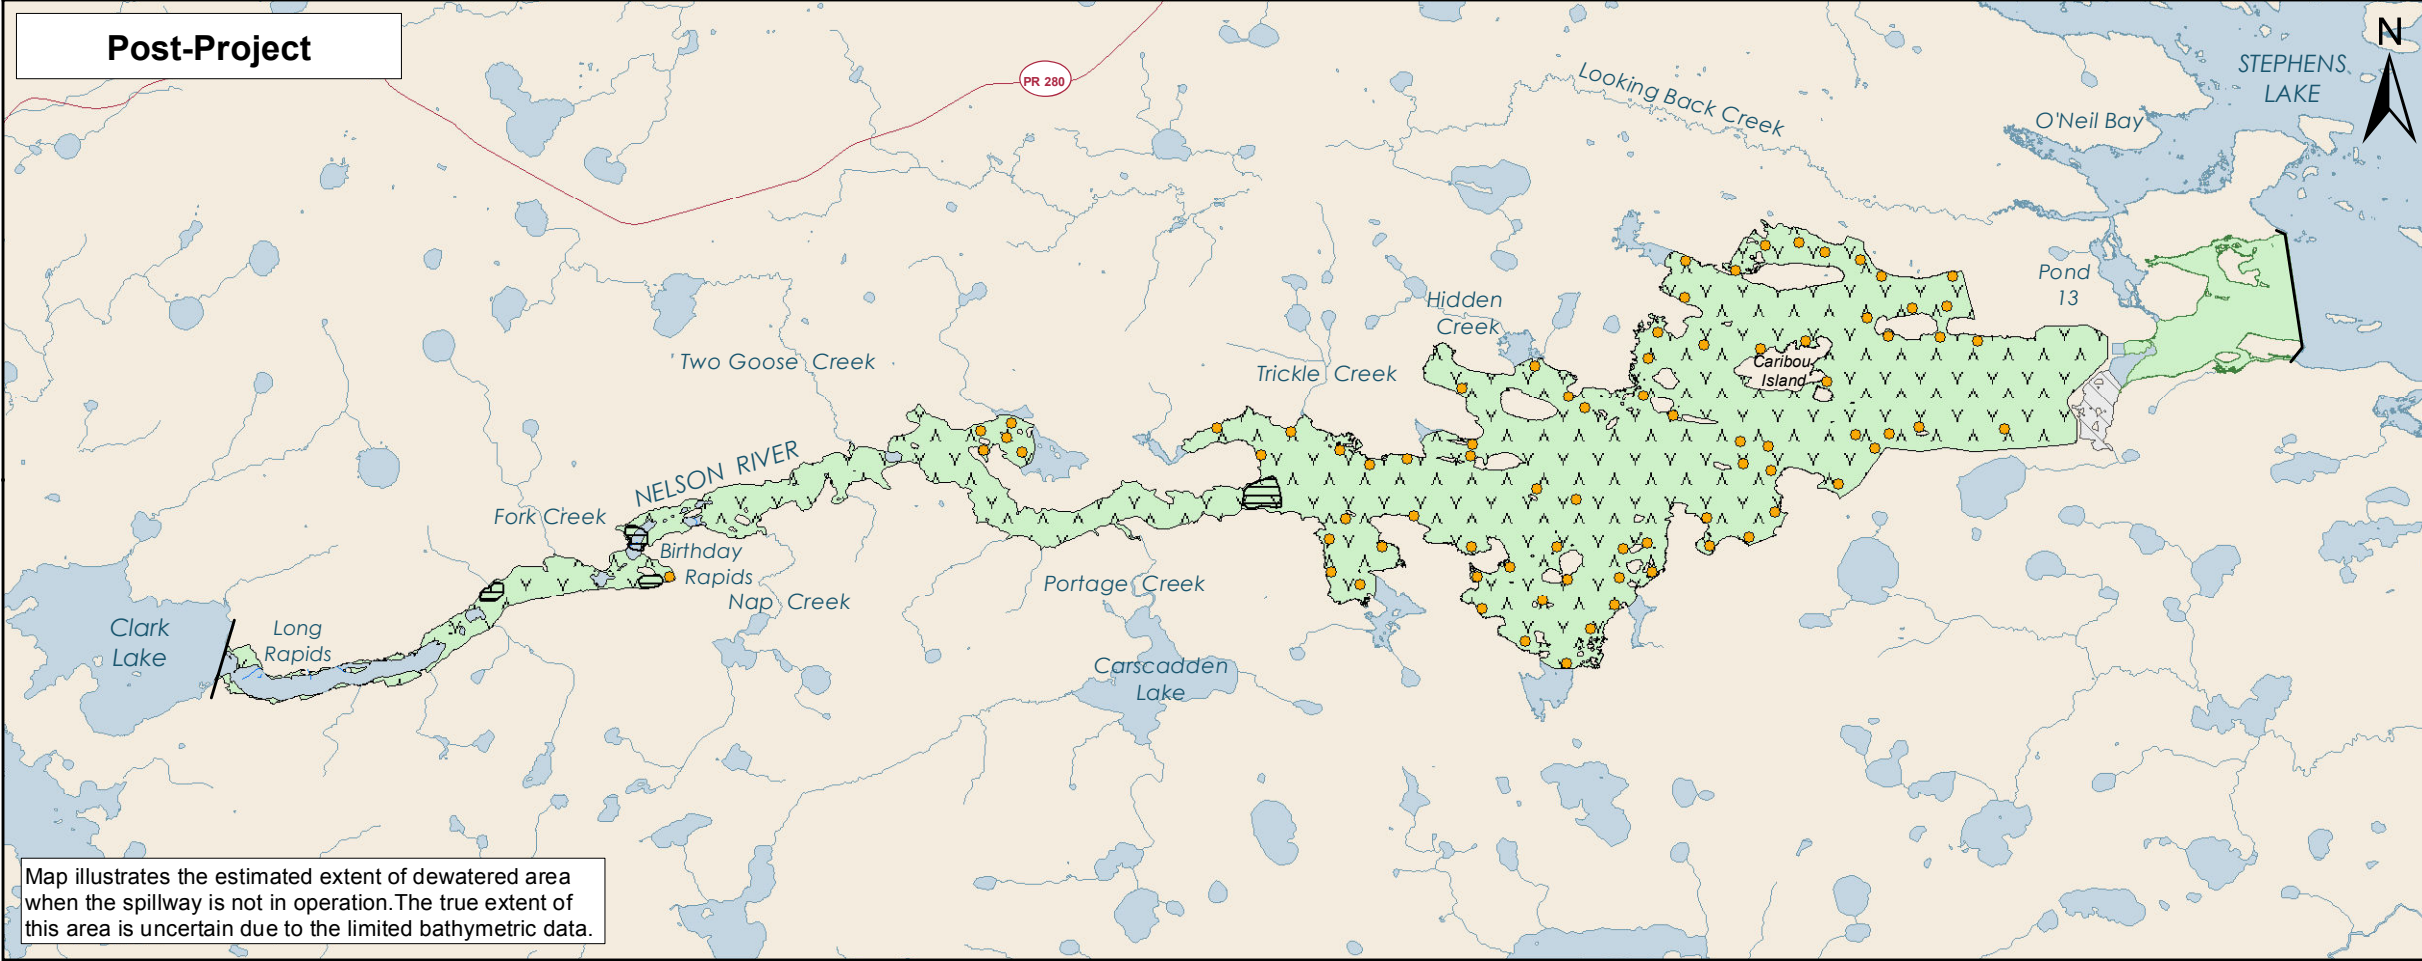 Post-Project
N
PR 280
STEPHENS
LAKE
Looking Back Creek
O'Neil Bay
Pond
13
Hidden
Creek
Two Goose Creek
Trickle Creek
Caribou
Island
NELSON RIVER
Fork Creek
Birthday
Rapids
Nap Creek
Portage Creek
Clark
Lake
Long
Rapids
Carscadden
Lake
Map illustrates the estimated extent of dewatered area
when the spillway is not in operation.The true extent of
this area is uncertain due to the limited bathymetric data.